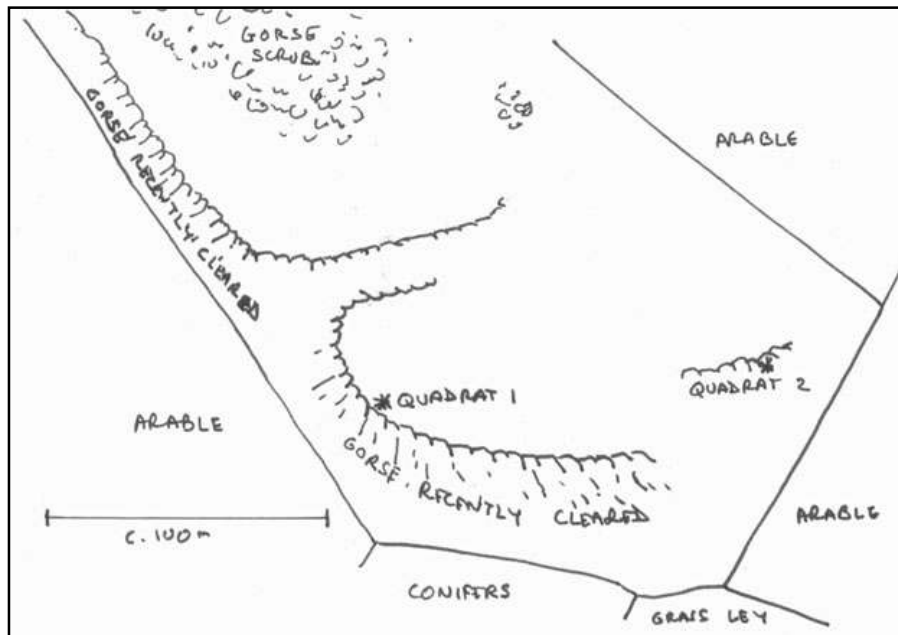 GORSE
SCRUB
GORSE RECENTLY CLEARED
ARABLE
QUADRAT 2
* QUADRAT 1
ARABLE
GORSE RECENTLY CLEARED
ARABLE
c. 100m
CONIFERS
GRASS LEY